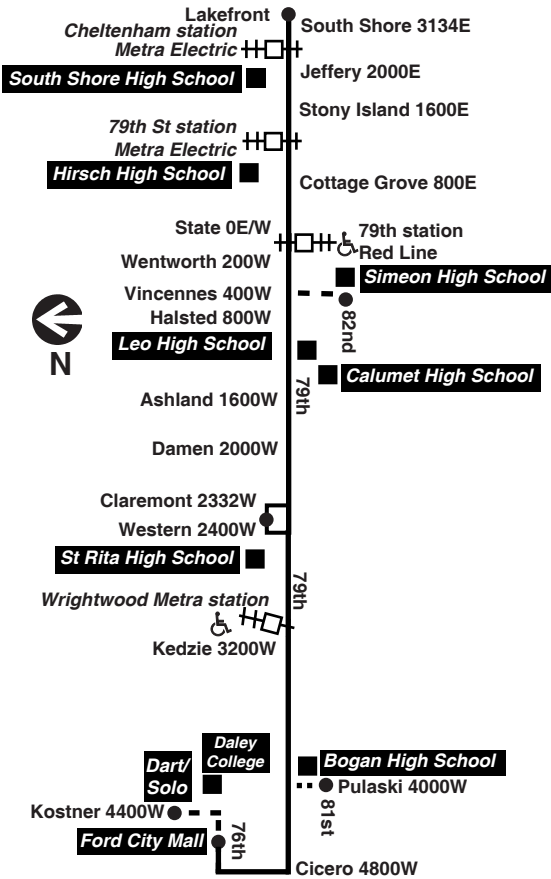 Lakefront
South Shore 3134E
Cheltenham station
Metra Electric
Jeffery 2000E
South Shore High School
Stony Island 1600E
79th St station
Metra Electric
Hirsch High School
Cottage Grove 800E
State 0E/W
79th station
Red Line
Wentworth 200W
Simeon High School
Vincennes 400W
82nd
Halsted 800W
Leo High School
N
Calumet High School
79th
Ashland 1600W
Damen 2000W
Claremont 2332W
Western 2400W
St Rita High School
79th
Wrightwood Metra station
Kedzie 3200W
Daley
College
Bogan High School
Dart/
Solo
Pulaski 4000W
81st
Kostner 4400W
76th
Ford City Mall
Cicero 4800W